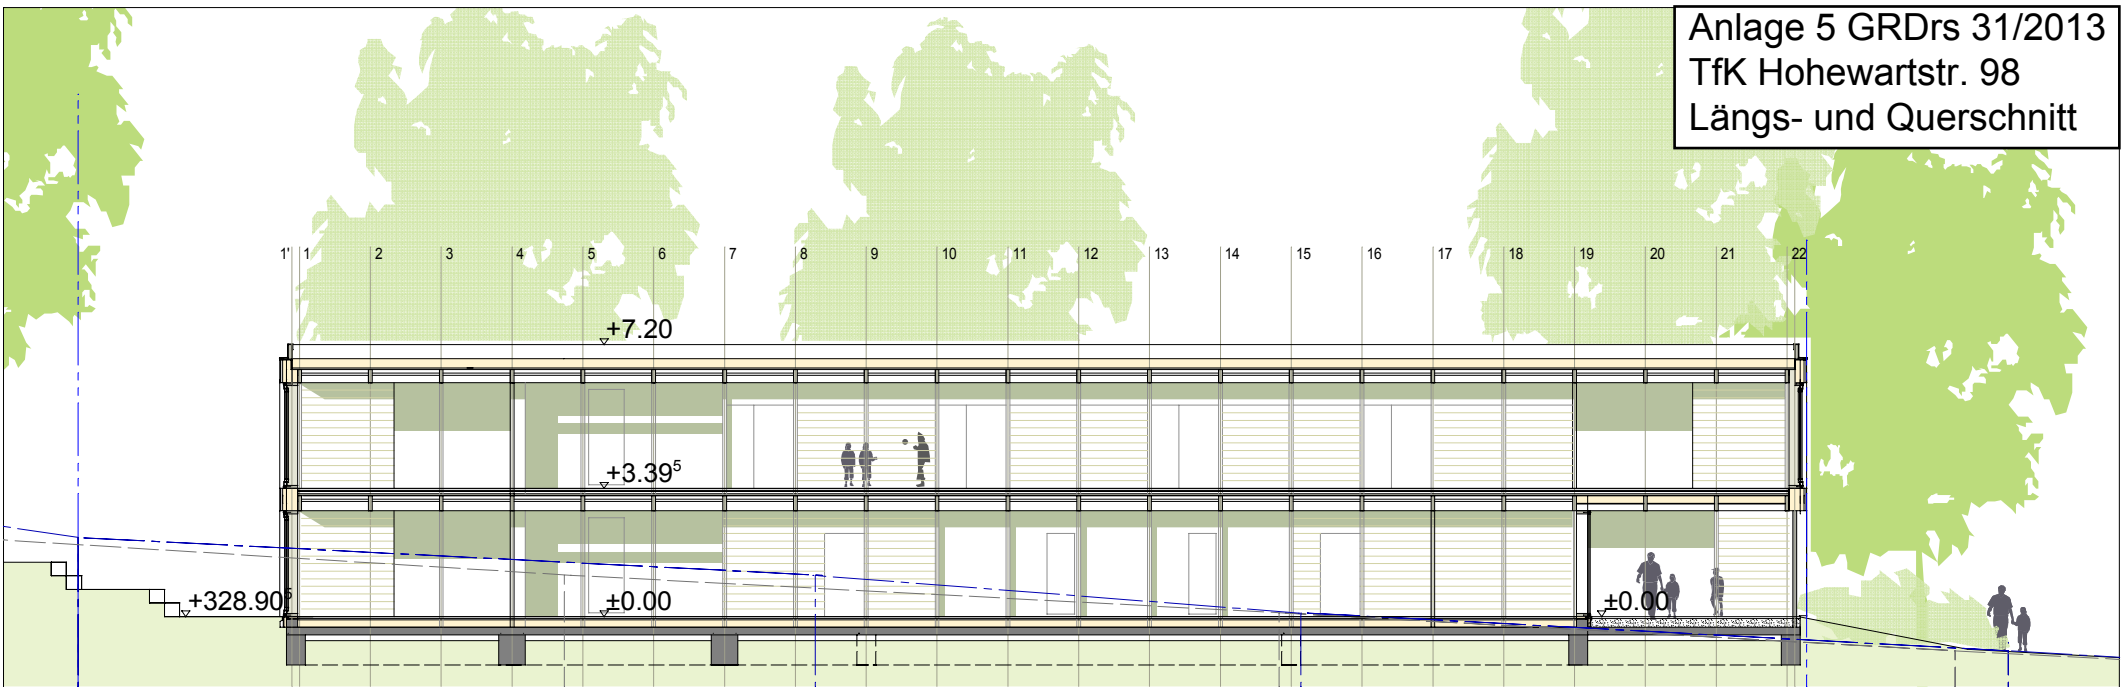 Anlage 5 GRDrs 31/2013
TfK Hohewartstr. 98
Längs- und Querschnitt
1' 1 2 3 4 5 6 7 8 9 10 11 12 13 14 15 16 17 18 19 20 21 22
+7.20
+3.39⁵
+328.90⁵ ±0.00 ±0.00